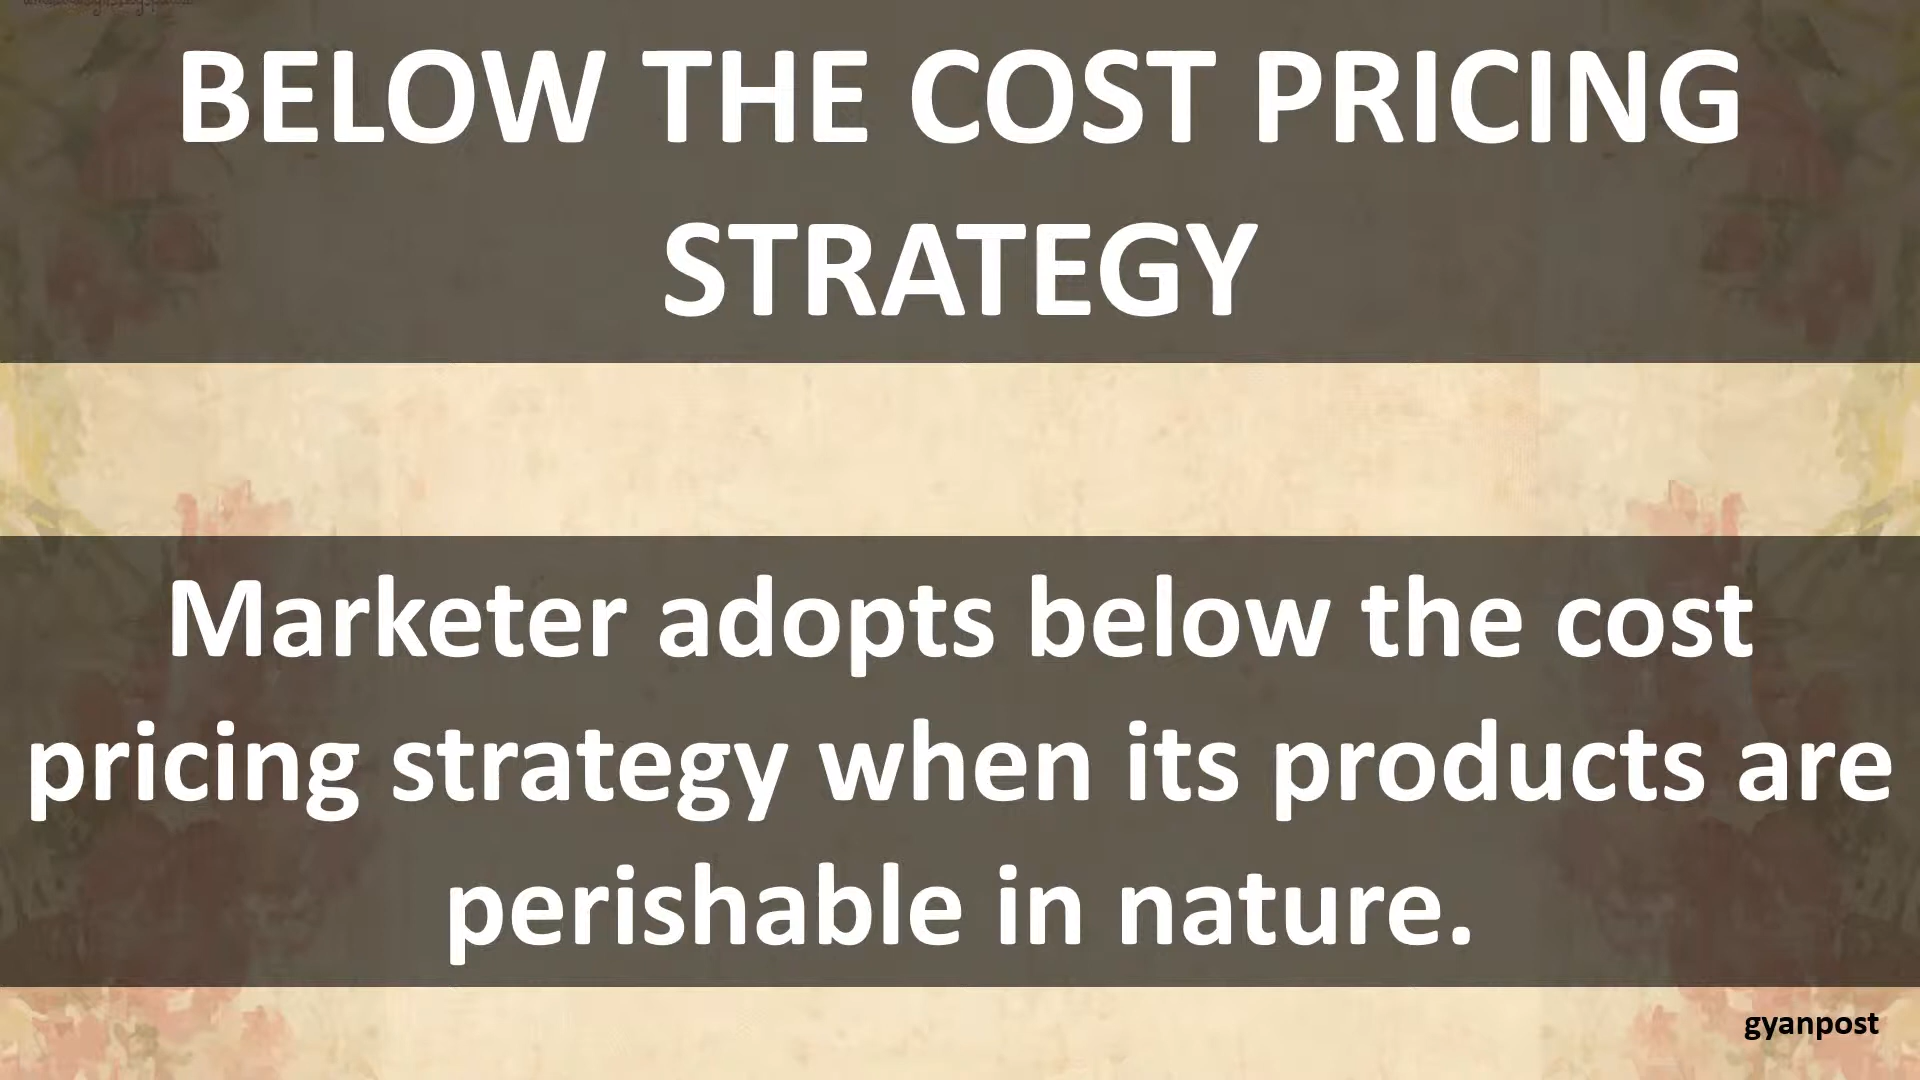 BELOW THE COST PRICING
STRATEGY
Marketer adopts below the cost
pricing strategy when its products are
perishable in nature.
gyanpost